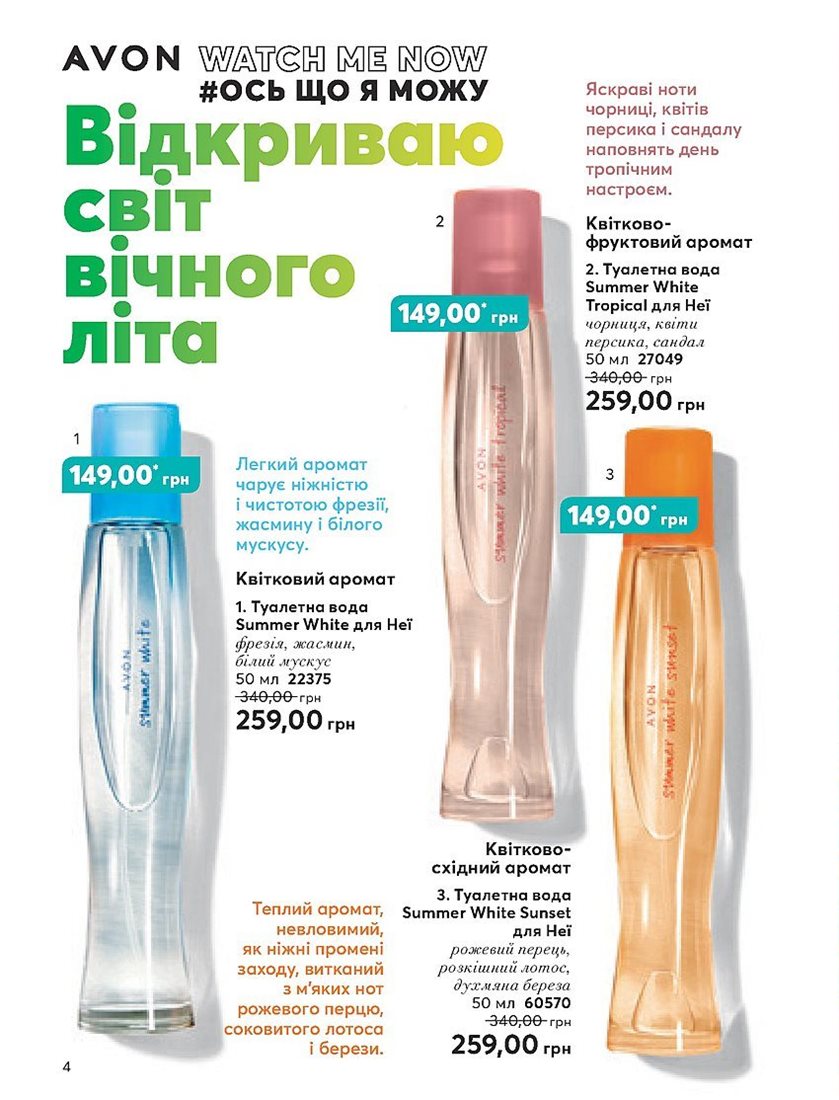 AVON WATCH ME NOW
#ОСЬ ЩО Я МОЖУ
Відкриваю
світ
вічного
літа
Яскраві ноти
чорниці, квітів
персика і сандалу
наповнять день
тропічним
настроєм.
2
Квітково-
фруктовий аромат
2. Туалетна вода
Summer White
Tropical для Неї
чорниця, квіти
персика, сандал
50 мл 27049
340,00 грн
259,00 грн
149,00* грн
AVON
summer white tropical
1
149,00* грн
AVON
summer white
Легкий аромат
чарує ніжністю
і чистотою фрезії,
жасмину і білого
мускусу.
Квітковий аромат
1. Туалетна вода
Summer White для Неї
фрезія, жасмин,
білий мускус
50 мл 22375
340,00 грн
259,00 грн
3
149,00* грн
AVON
summer white sunset
Квітково-
східний аромат
3. Туалетна вода
Summer White Sunset
для Неї
рожевий перець,
розкішний лотос,
духмяна береза
50 мл 60570
340,00 грн
259,00 грн
Теплий аромат,
невловимий,
як ніжні промені
заходу, витканий
з м'яких нот
рожевого перцю,
соковитого лотоса
і берези.
4